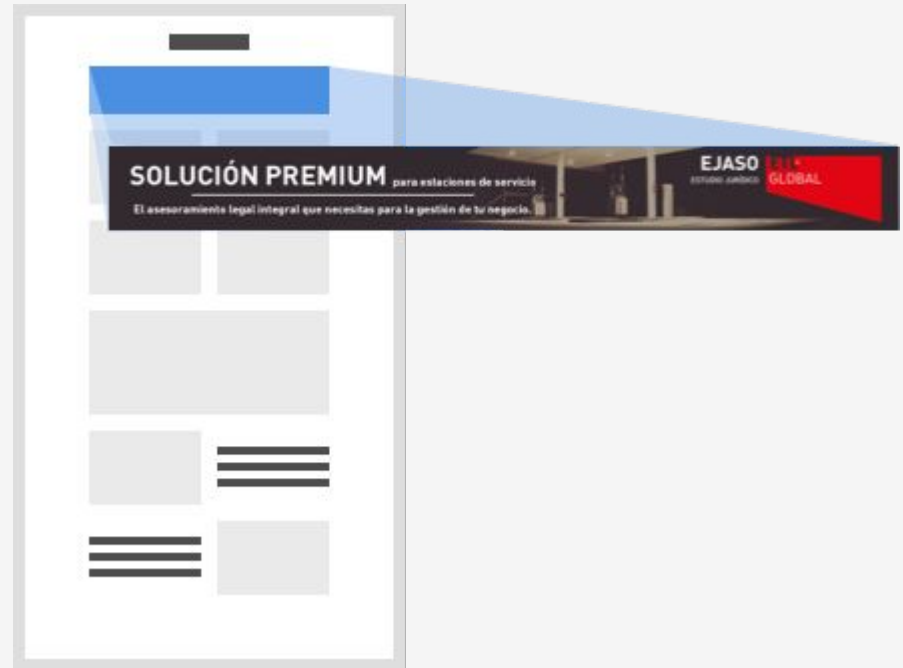 SOLUCIÓN PREMIUM para estaciones de servicio
El asesoramiento legal integral que necesitas para la gestión de tu negocio.
EJASO ETL
ESTUDIO JURÍDICO GLOBAL